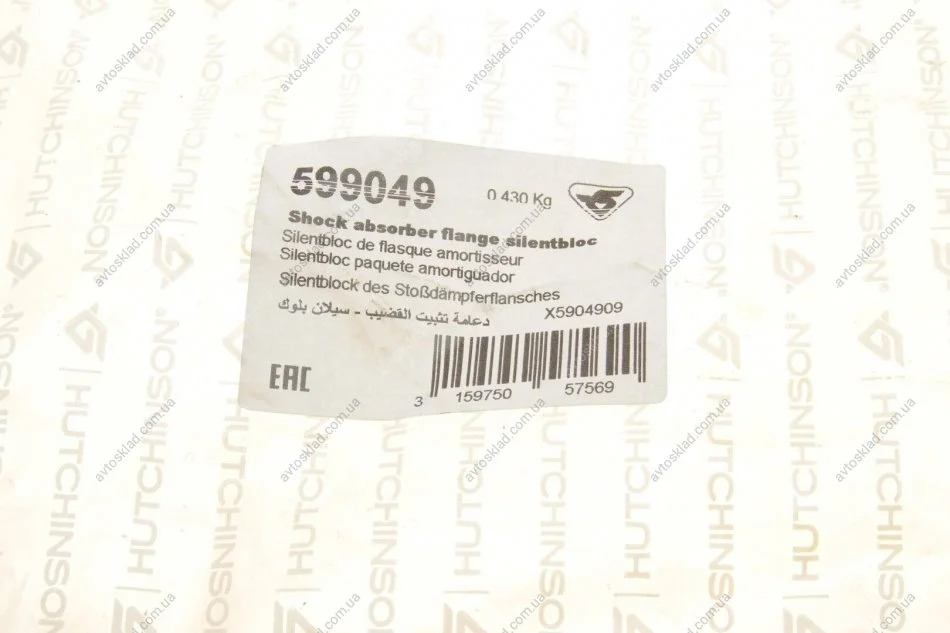 599049
0.430 Kg
Shock absorber flange silentbloc
Silentbloc de flasque amortisseur
Silentbloc paquete amortiguador
Silentblock des Stoßdämpferflansches
دعامة تثبيت القضيب - سيلان بلوك
X5904909
EAC
3 159750 57569
HUTCHINSON
avtosklad.com.ua